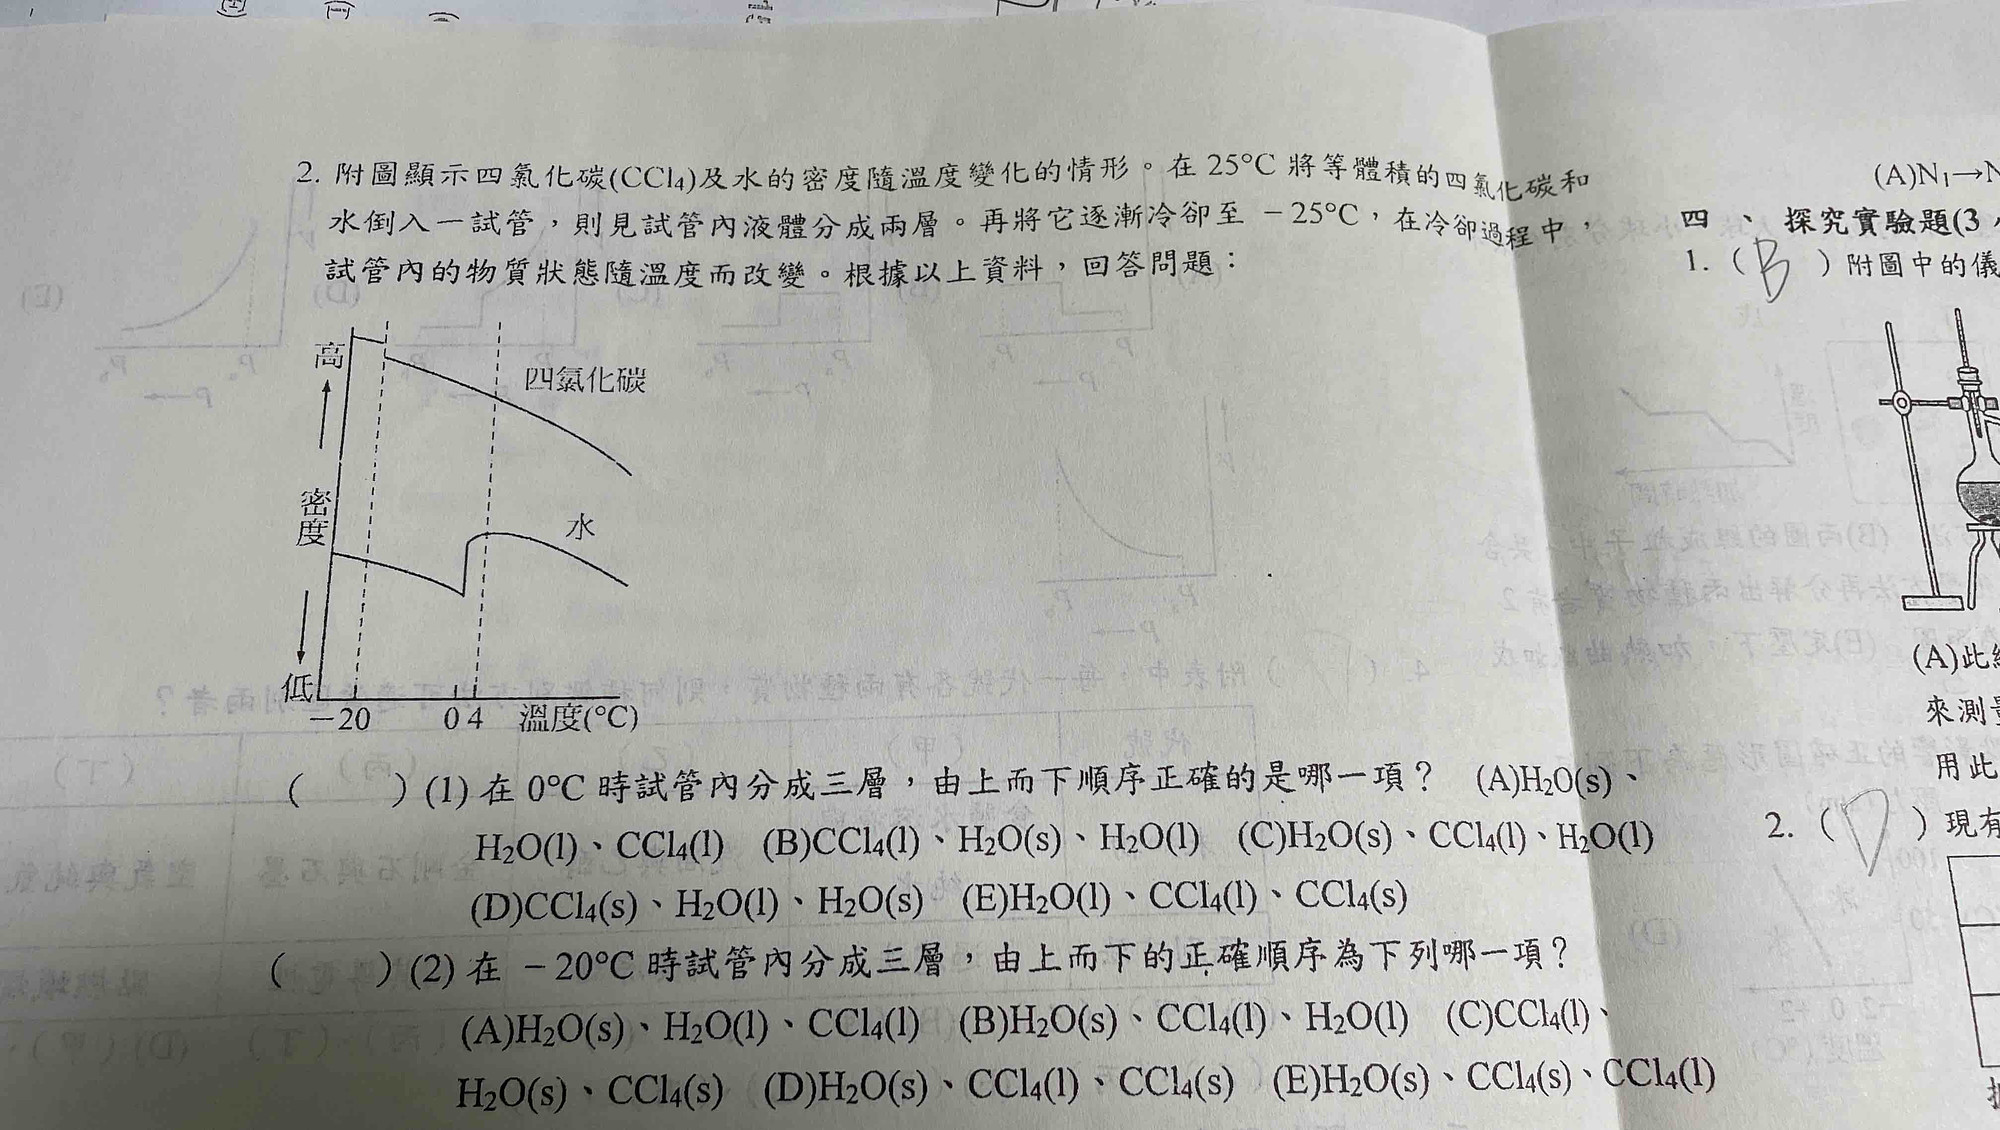 2. 附圖顯示四氯化碳(CCl₄)及水的密度隨溫度變化的情形。在 25°C 將等體積的四氯化碳和
水倒入一試管，則見試管內液體分成兩層。再將它逐漸冷卻至 －25°C，在冷卻過程中，
試管內的物質狀態隨溫度而改變。根據以上資料，回答問題：
高
四氯化碳
密度
水
低
－20 0 4 溫度(°C)
( ) (1) 在 0°C 時試管內分成三層，由上而下順序正確的是哪一項？ (A)H₂O(s)、
H₂O(l)、CCl₄(l) (B)CCl₄(l)、H₂O(s)、H₂O(l) (C)H₂O(s)、CCl₄(l)、H₂O(l)
(D)CCl₄(s)、H₂O(l)、H₂O(s) (E)H₂O(l)、CCl₄(l)、CCl₄(s)
( ) (2) 在 －20°C 時試管內分成三層，由上而下的正確順序為下列哪一項？
(A)H₂O(s)、H₂O(l)、CCl₄(l) (B)H₂O(s)、CCl₄(l)、H₂O(l) (C)CCl₄(l)、
H₂O(s)、CCl₄(s) (D)H₂O(s)、CCl₄(l)、CCl₄(s) (E)H₂O(s)、CCl₄(s)、CCl₄(l)
(A)N₁→N
四、探究實驗題(3
1. ( B ) 附圖中的儀
(A)此
來測
用此
2. ( D ) 現有